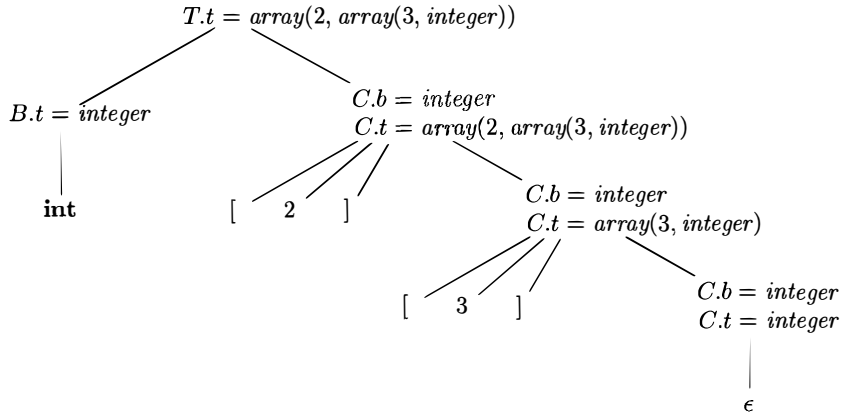 T.t = array(2, array(3, integer))
B.t = integer
C.b = integer
C.t = array(2, array(3, integer))
int
[ 2 ]
C.b = integer
C.t = array(3, integer)
[ 3 ]
C.b = integer
C.t = integer
ϵ